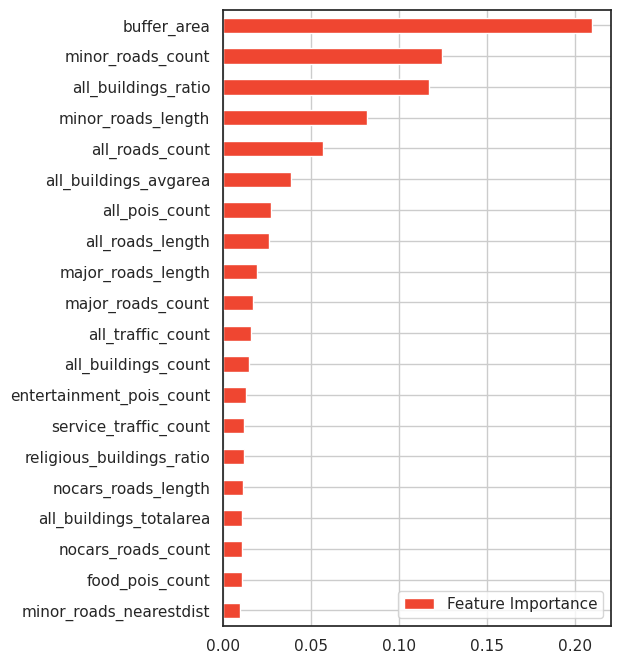 buffer_area
minor_roads_count
all_buildings_ratio
minor_roads_length
all_roads_count
all_buildings_avgarea
all_pois_count
all_roads_length
major_roads_length
major_roads_count
all_traffic_count
all_buildings_count
entertainment_pois_count
service_traffic_count
religious_buildings_ratio
nocars_roads_length
all_buildings_totalarea
nocars_roads_count
food_pois_count
minor_roads_nearestdist
Feature Importance
0.00 0.05 0.10 0.15 0.20